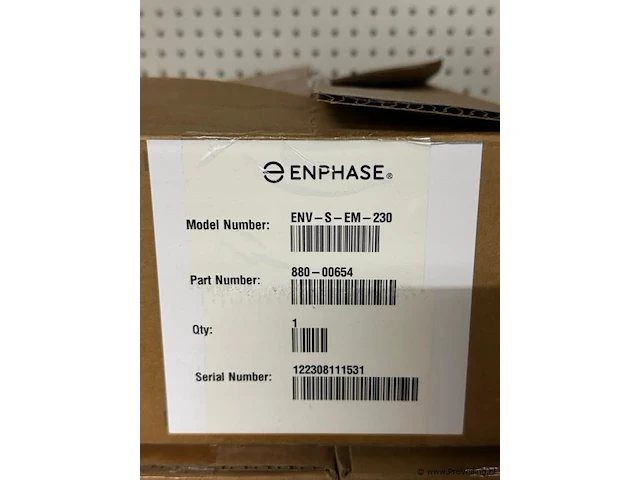 ENPHASE®
Model Number: ENV-S-EM-230
Part Number: 880-00654
Qty: 1
Serial Number: 122308111531